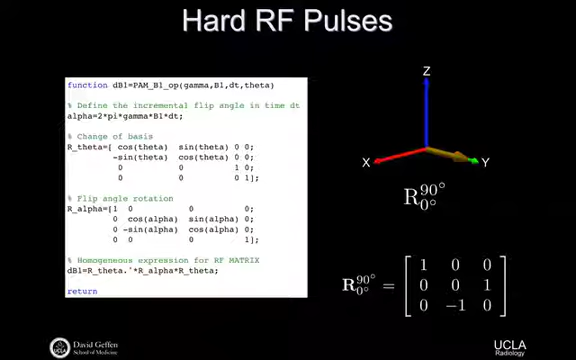 Hard RF Pulses
function dB1=PAM_B1_op(gamma,B1,dt,theta)
% Define the incremental flip angle in time dt
alpha=2*pi*gamma*B1*dt;
% Change of basis
R_theta=[ cos(theta) sin(theta) 0 0;
-sin(theta) cos(theta) 0 0;
0 0 1 0;
0 0 0 1];
% Flip angle rotation
R_alpha=[1 0 0 0;
0 cos(alpha) sin(alpha) 0;
0 -sin(alpha) cos(alpha) 0;
0 0 0 1];
% Homogeneous expression for RF MATRIX
dB1=R_theta.'*R_alpha*R_theta;
return
Z
X
Y
R 90° 0°
R 90° 0° = [ 1 0 0
0 0 1
0 −1 0 ]
David Geffen
School of Medicine
UCLA
Radiology